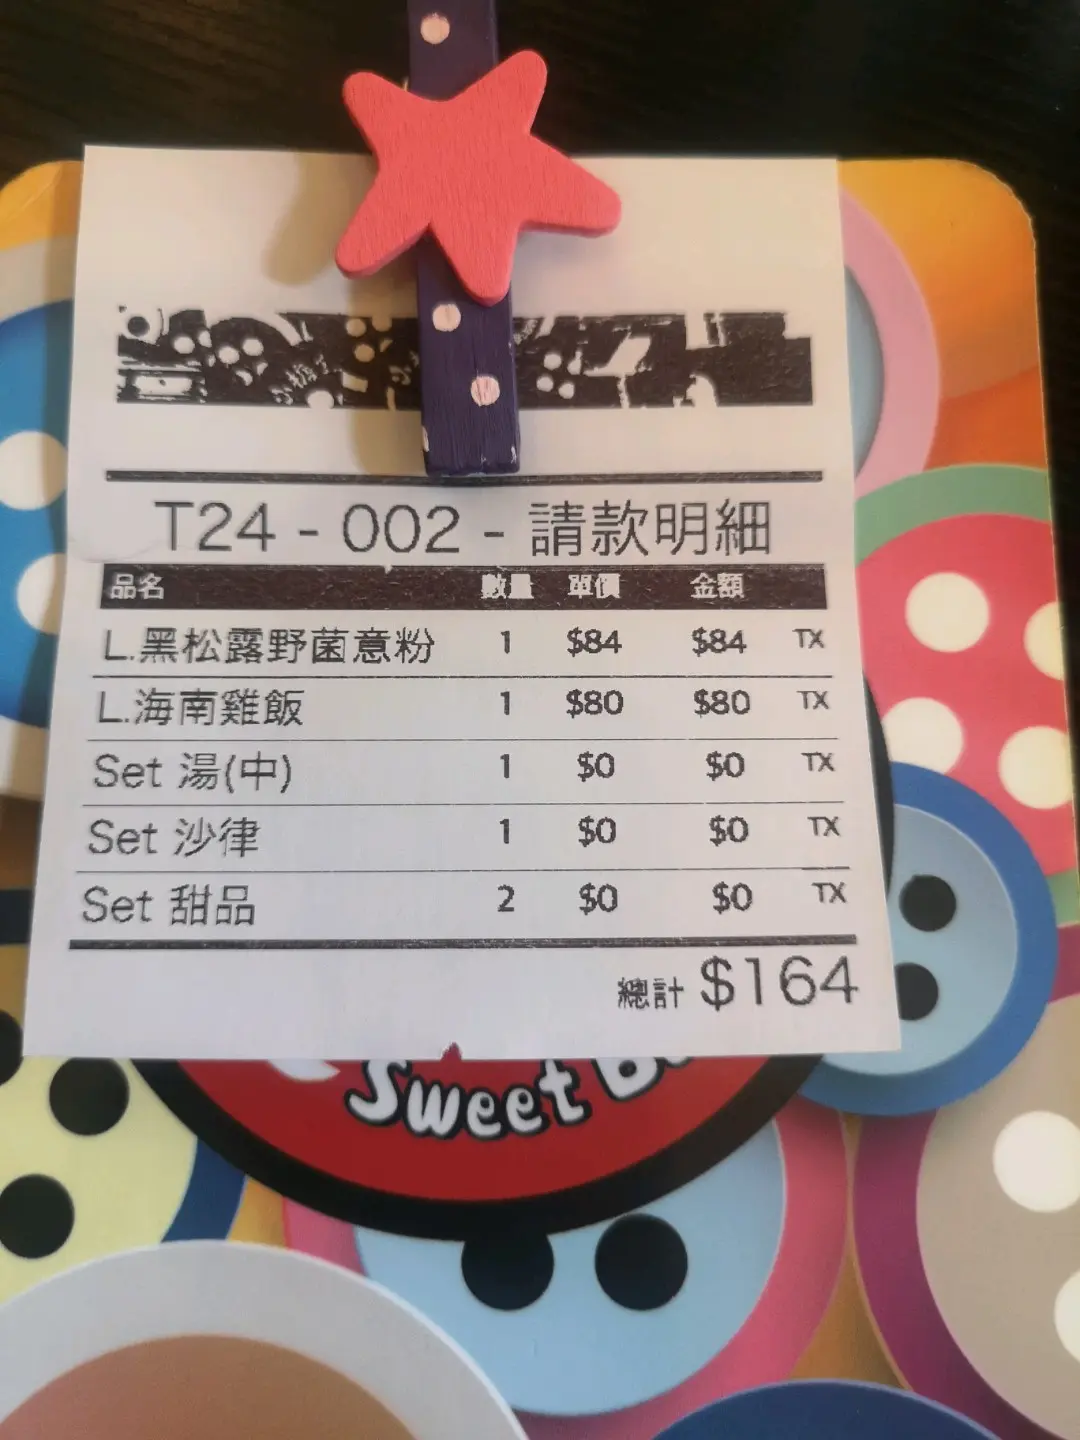 T24 - 002 - 請款明細
品名 數量 單價 金額
L.黑松露野菌意粉 1 $84 $84 TX
L.海南雞飯 1 $80 $80 TX
Set 湯(中) 1 $0 $0 TX
Set 沙律 1 $0 $0 TX
Set 甜品 2 $0 $0 TX
總計 $164
Sweet